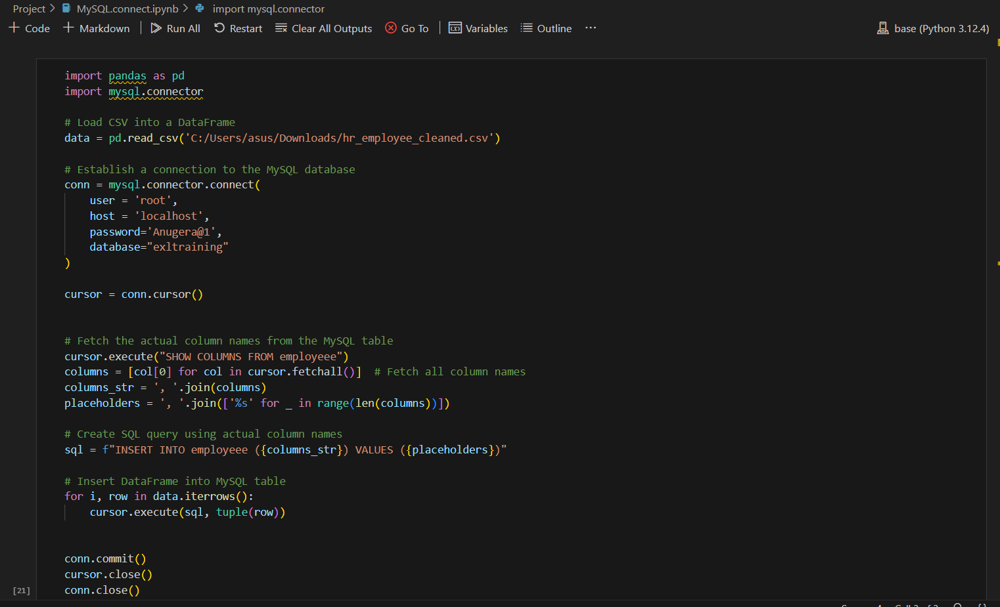 Project > MySQL.connect.ipynb > import mysql.connector
+ Code + Markdown | Run All Restart Clear All Outputs Go To | Variables Outline ... base (Python 3.12.4)
import pandas as pd
import mysql.connector
# Load CSV into a DataFrame
data = pd.read_csv('C:/Users/asus/Downloads/hr_employee_cleaned.csv')
# Establish a connection to the MySQL database
conn = mysql.connector.connect(
    user = 'root',
    host = 'localhost',
    password='Anugera@1',
    database="exltraining"
)
cursor = conn.cursor()
# Fetch the actual column names from the MySQL table
cursor.execute("SHOW COLUMNS FROM employeee")
columns = [col[0] for col in cursor.fetchall()]  # Fetch all column names
columns_str = ', '.join(columns)
placeholders = ', '.join(['%s' for _ in range(len(columns))])
# Create SQL query using actual column names
sql = f"INSERT INTO employeee ({columns_str}) VALUES ({placeholders})"
# Insert DataFrame into MySQL table
for i, row in data.iterrows():
    cursor.execute(sql, tuple(row))
conn.commit()
cursor.close()
[21] conn.close()